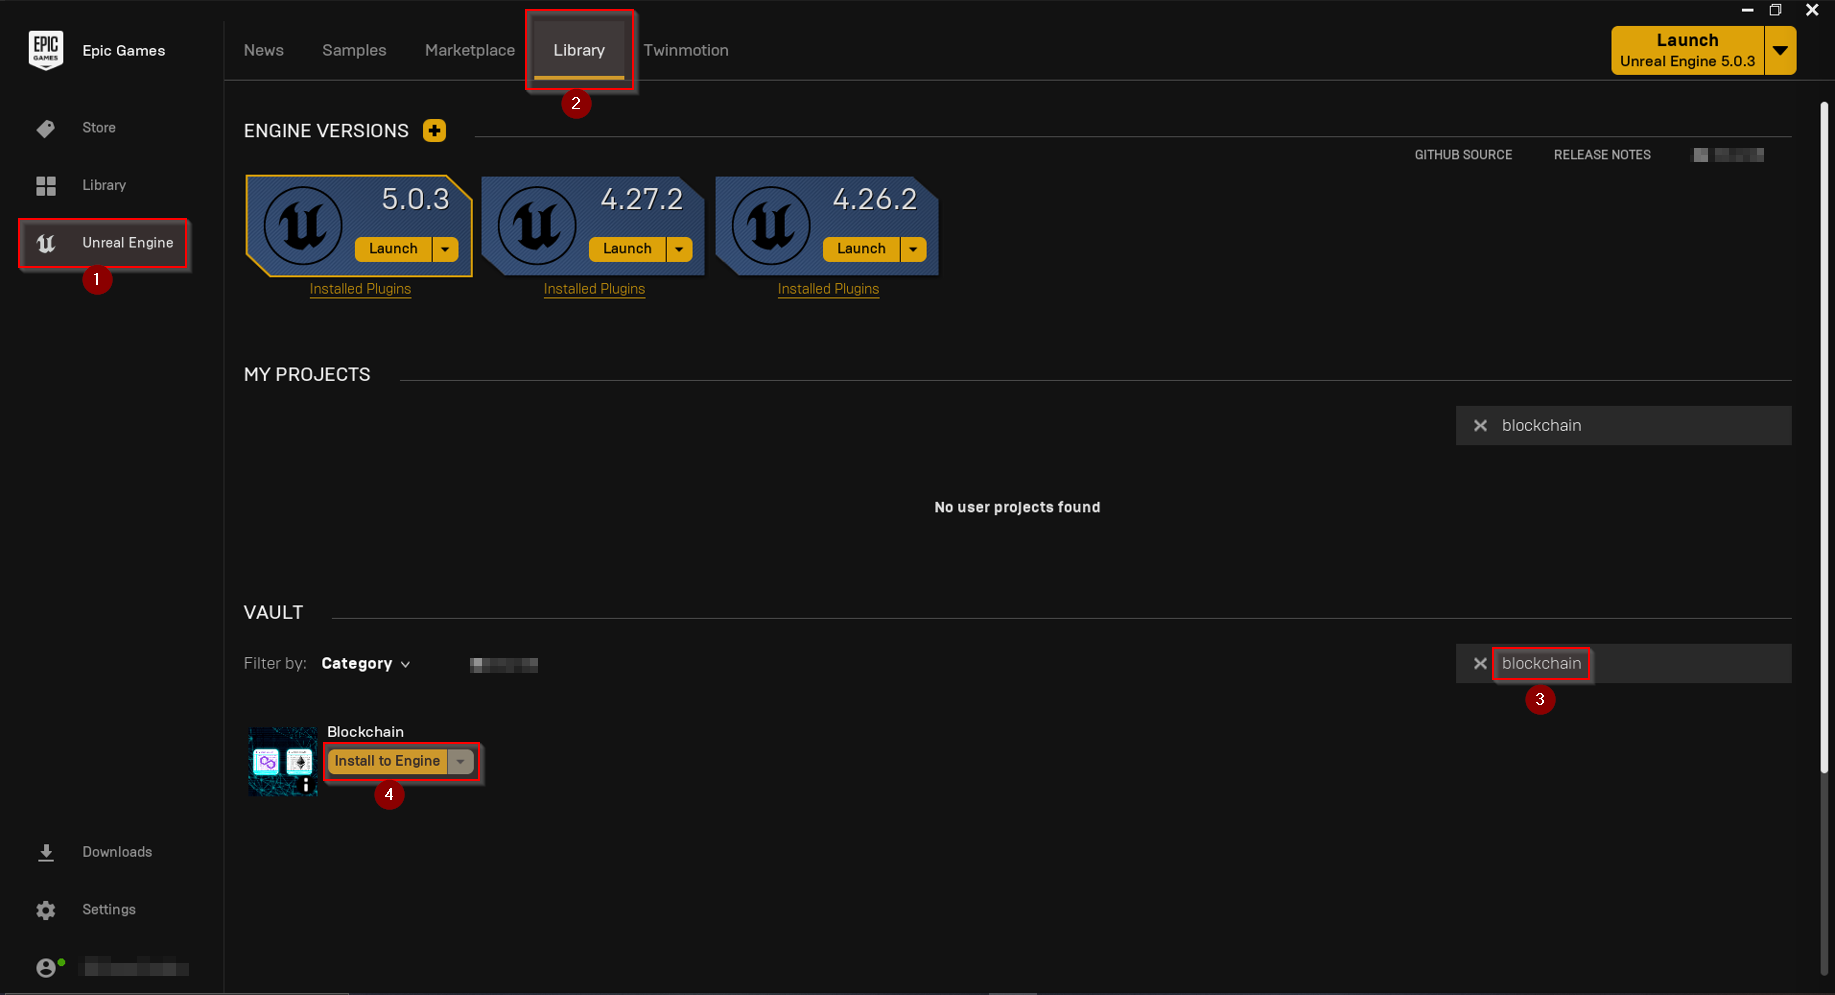 EPIC GAMES
Epic Games
News
Samples
Marketplace
Library
Twinmotion
Launch
Unreal Engine 5.0.3
2
Store
Library
Unreal Engine
1
ENGINE VERSIONS
GITHUB SOURCE
RELEASE NOTES
5.0.3
Launch
Installed Plugins
4.27.2
Launch
Installed Plugins
4.26.2
Launch
Installed Plugins
MY PROJECTS
blockchain
No user projects found
VAULT
Filter by: Category
blockchain
3
Blockchain
Install to Engine
4
Downloads
Settings